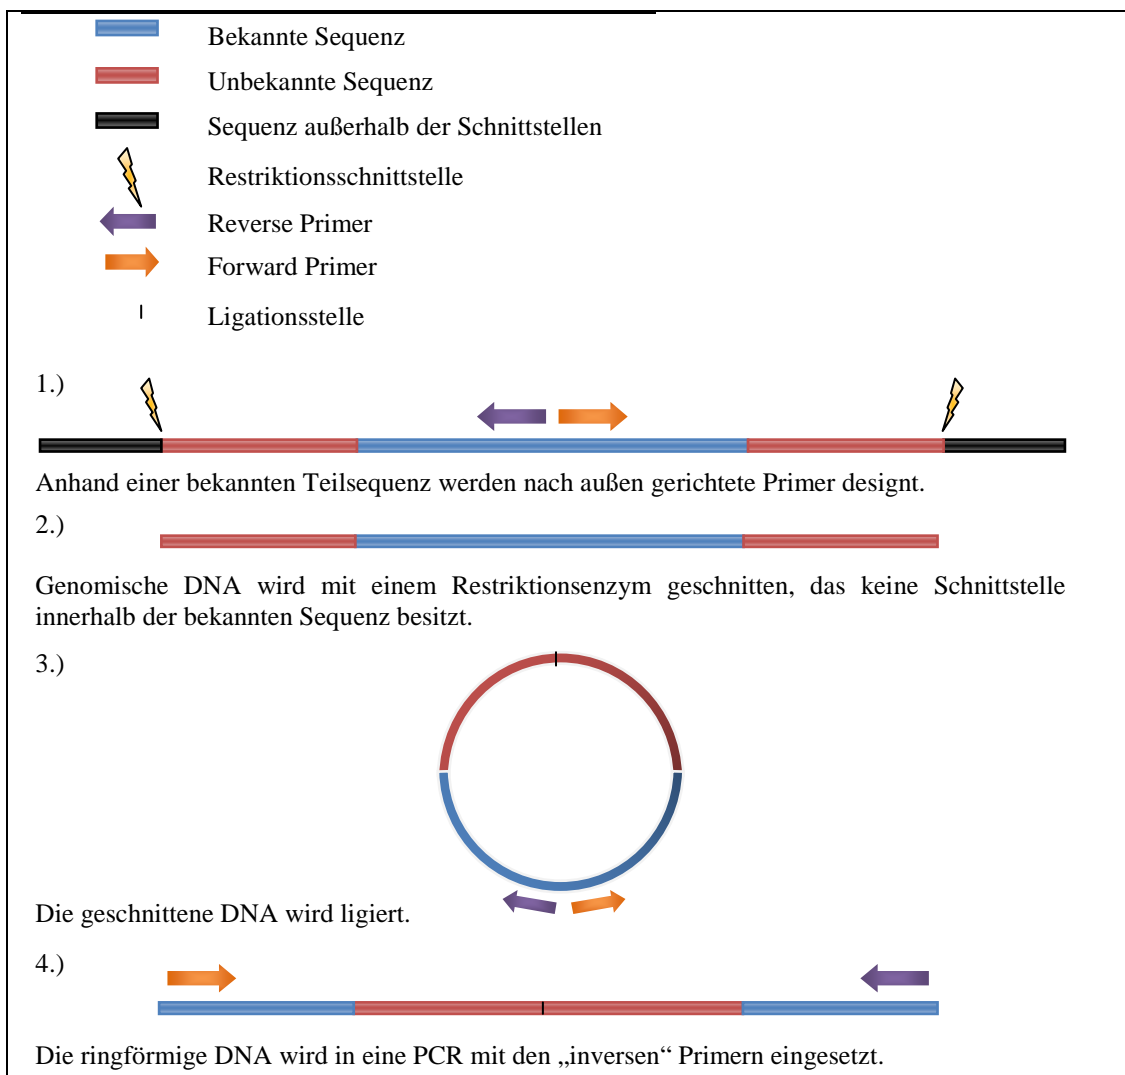 Bekannte Sequenz
Unbekannte Sequenz
Sequenz außerhalb der Schnittstellen
Restriktionsschnittstelle
Reverse Primer
Forward Primer
Ligationsstelle
1.)
Anhand einer bekannten Teilsequenz werden nach außen gerichtete Primer designt.
2.)
Genomische DNA wird mit einem Restriktionsenzym geschnitten, das keine Schnittstelle
innerhalb der bekannten Sequenz besitzt.
3.)
Die geschnittene DNA wird ligiert.
4.)
Die ringförmige DNA wird in eine PCR mit den „inversen“ Primern eingesetzt.